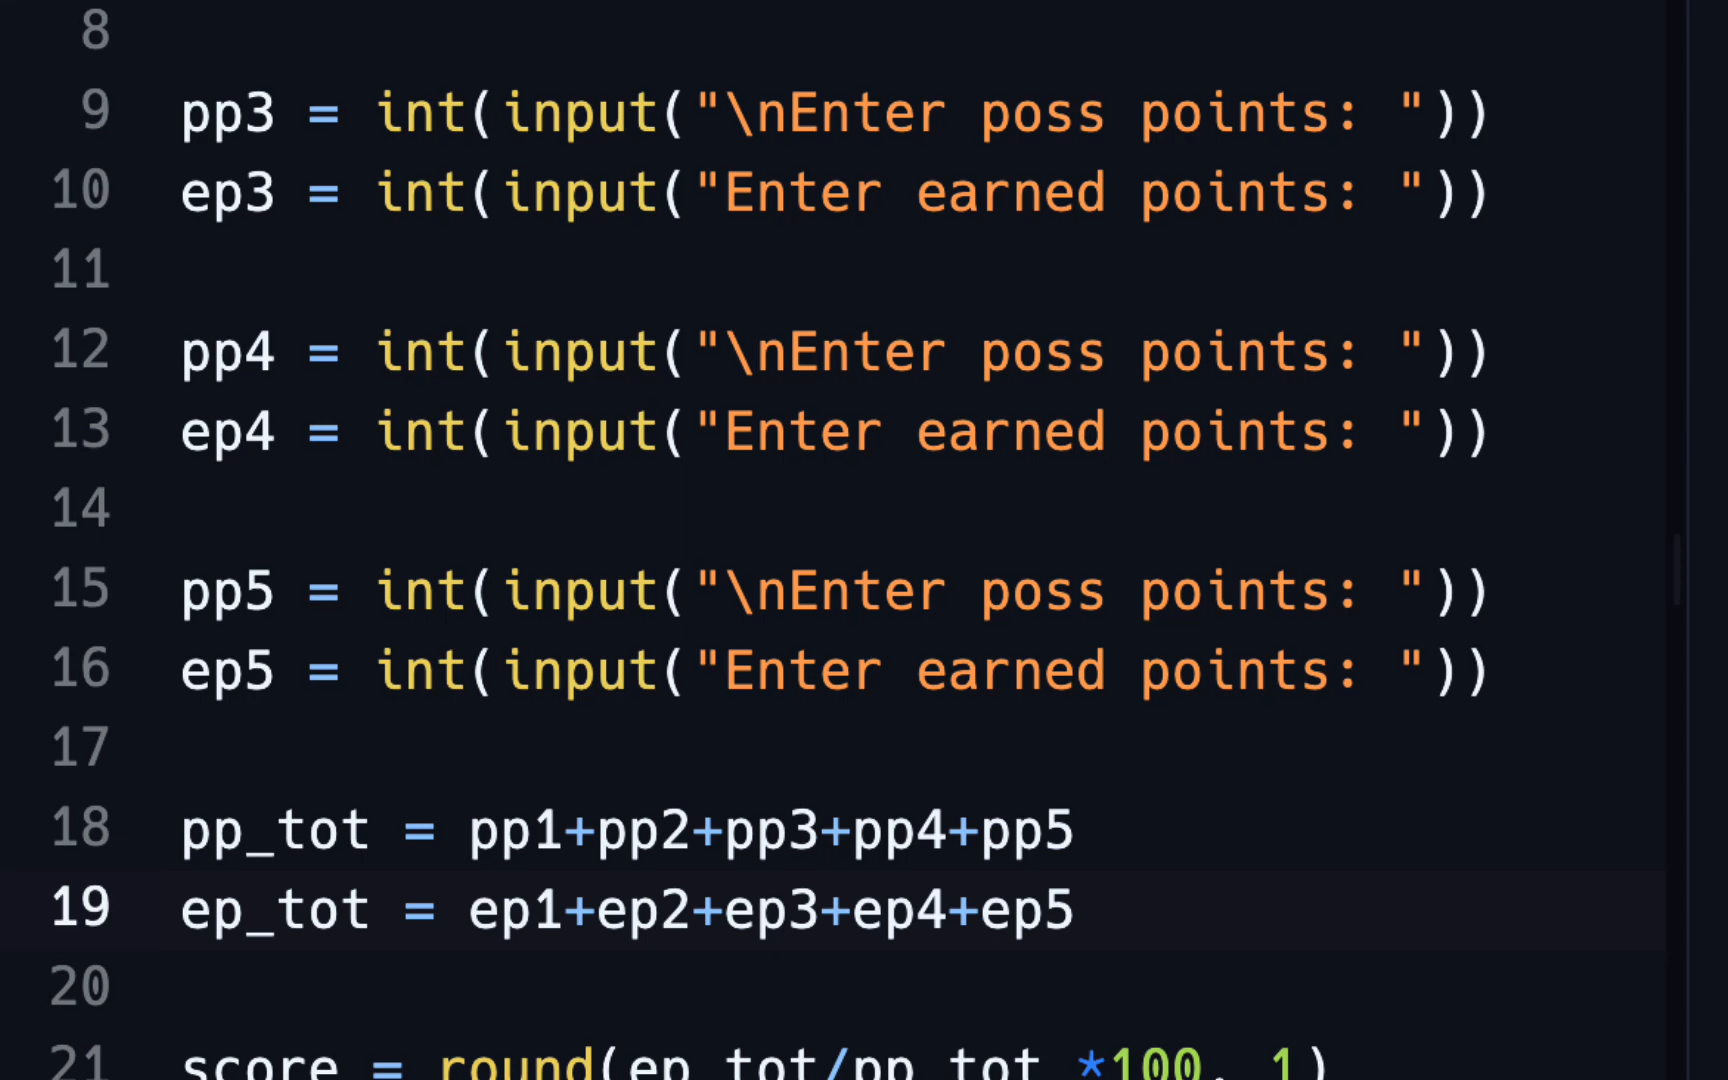 8
9 pp3 = int(input("\nEnter poss points: "))
10 ep3 = int(input("Enter earned points: "))
11
12 pp4 = int(input("\nEnter poss points: "))
13 ep4 = int(input("Enter earned points: "))
14
15 pp5 = int(input("\nEnter poss points: "))
16 ep5 = int(input("Enter earned points: "))
17
18 pp_tot = pp1+pp2+pp3+pp4+pp5
19 ep_tot = ep1+ep2+ep3+ep4+ep5
20
21 score = round(ep_tot/pp_tot *100, 1)